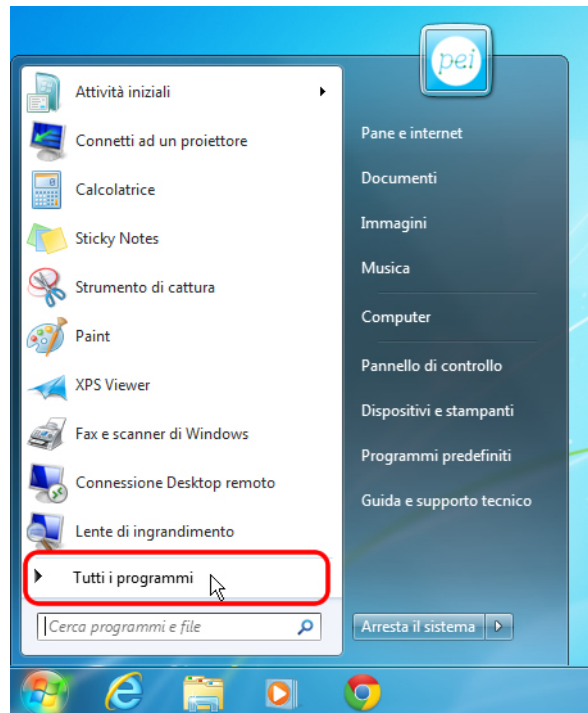 pei
Attività iniziali
Connetti ad un proiettore
Calcolatrice
Sticky Notes
Strumento di cattura
Paint
XPS Viewer
Fax e scanner di Windows
Connessione Desktop remoto
Lente di ingrandimento
Tutti i programmi
Cerca programmi e file
Pane e internet
Documenti
Immagini
Musica
Computer
Pannello di controllo
Dispositivi e stampanti
Programmi predefiniti
Guida e supporto tecnico
Arresta il sistema